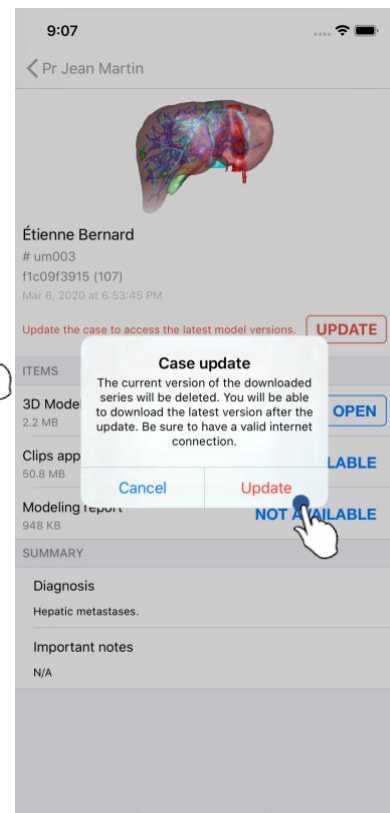 9:07
Pr Jean Martin
Étienne Bernard
# um003
f1c09f3915 (107)
Mar 6, 2020 at 6:53:45 PM
Update the case to access the latest model versions. UPDATE
ITEMS
Case update
The current version of the downloaded
series will be deleted. You will be able
to download the latest version after the
update. Be sure to have a valid internet
connection.
Cancel Update
3D Model
2.2 MB
OPEN
Clips app
50.8 MB
LABLE
Modeling report
948 KB
NOT AVAILABLE
SUMMARY
Diagnosis
Hepatic metastases.
Important notes
N/A